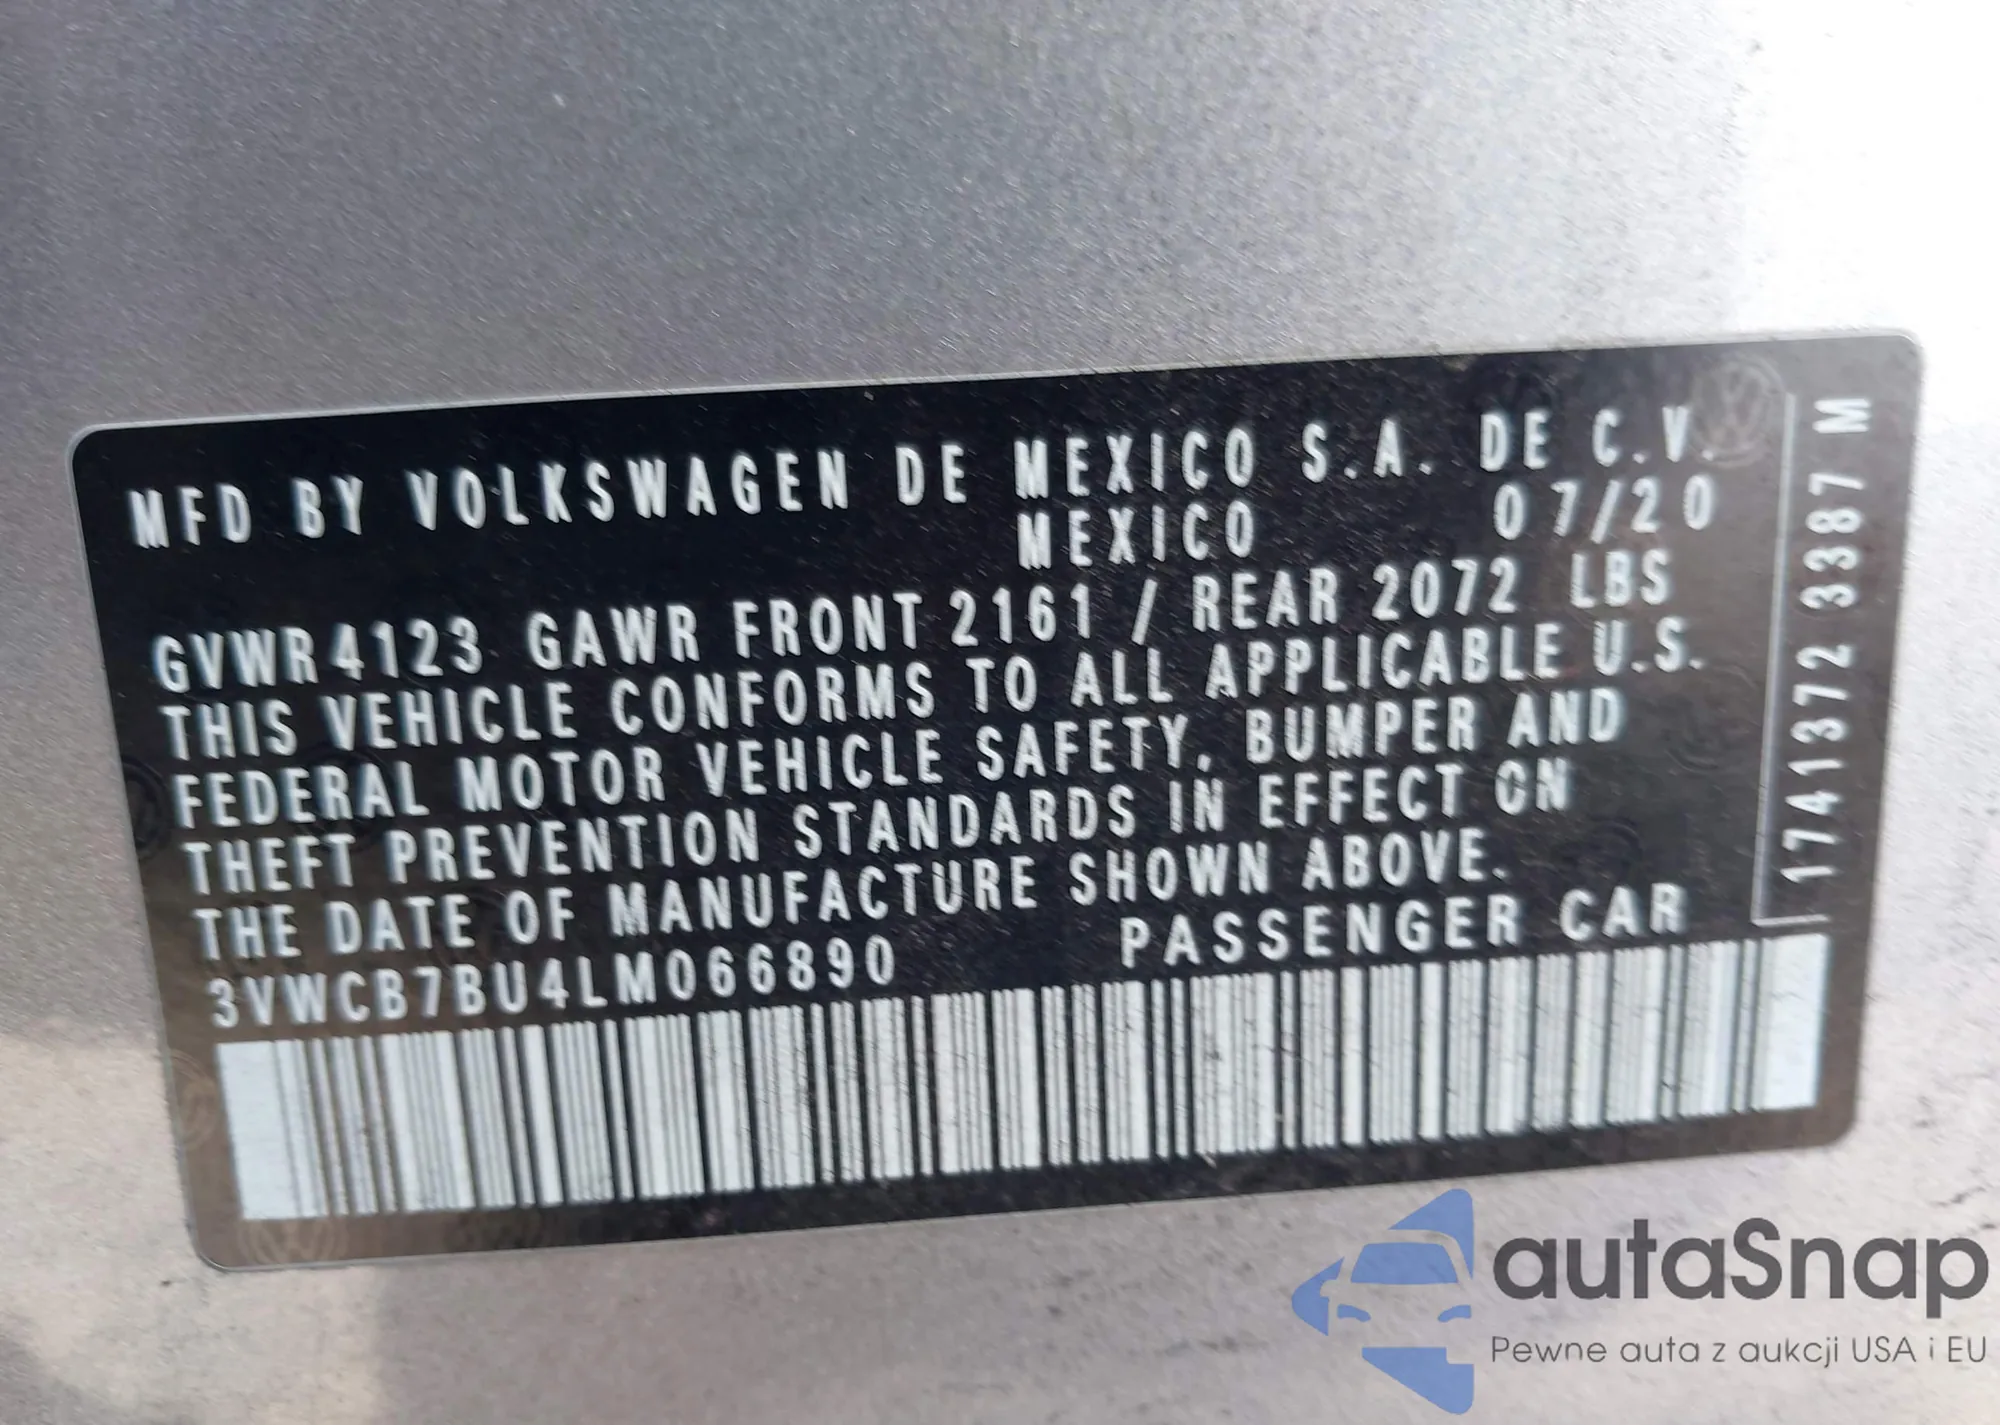 MFD BY VOLKSWAGEN DE MEXICO S.A. DE C.V.
MEXICO 07/20
GVWR 4123 GAWR FRONT 2161 / REAR 2072 LBS
THIS VEHICLE CONFORMS TO ALL APPLICABLE U.S.
FEDERAL MOTOR VEHICLE SAFETY, BUMPER AND
THEFT PREVENTION STANDARDS IN EFFECT ON
THE DATE OF MANUFACTURE SHOWN ABOVE.
3VWCB7BU4LM066890 PASSENGER CAR
1741372 3387 M
autaSnap
Pewne auta z aukcji USA i EU